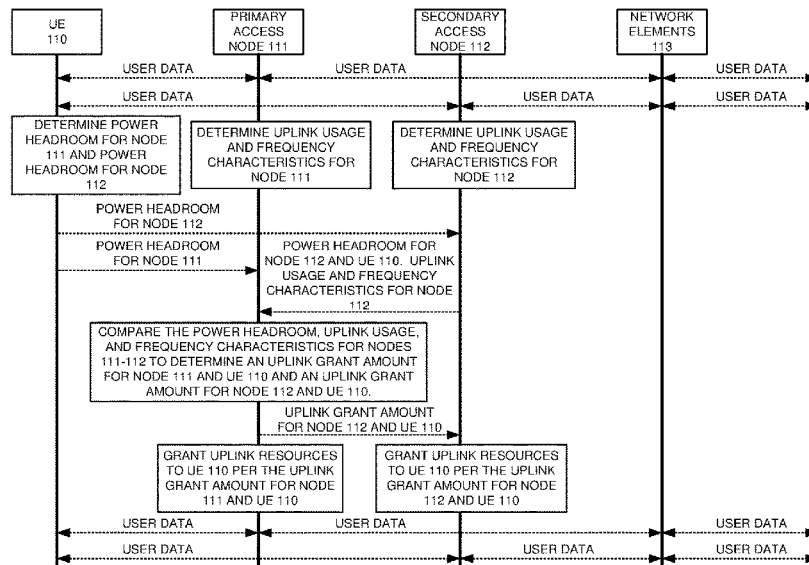 UE
110
PRIMARY
ACCESS
NODE 111
SECONDARY
ACCESS
NODE 112
NETWORK
ELEMENTS
113
USER DATA
USER DATA
USER DATA
USER DATA
USER DATA
USER DATA
DETERMINE POWER
HEADROOM FOR NODE
111 AND POWER
HEADROOM FOR NODE
112
DETERMINE UPLINK USAGE
AND FREQUENCY
CHARACTERISTICS FOR
NODE 111
DETERMINE UPLINK USAGE
AND FREQUENCY
CHARACTERISTICS FOR
NODE 112
POWER HEADROOM
FOR NODE 112
POWER HEADROOM
FOR NODE 111
POWER HEADROOM FOR
NODE 112 AND UE 110. UPLINK
USAGE AND FREQUENCY
CHARACTERISTICS FOR NODE
112
COMPARE THE POWER HEADROOM, UPLINK USAGE,
AND FREQUENCY CHARACTERISTICS FOR NODES
111-112 TO DETERMINE AN UPLINK GRANT AMOUNT
FOR NODE 111 AND UE 110 AND AN UPLINK GRANT
AMOUNT FOR NODE 112 AND UE 110.
UPLINK GRANT AMOUNT
FOR NODE 112 AND UE 110
GRANT UPLINK RESOURCES
TO UE 110 PER THE UPLINK
GRANT AMOUNT FOR NODE
111 AND UE 110
GRANT UPLINK RESOURCES
TO UE 110 PER THE UPLINK
GRANT AMOUNT FOR NODE
112 AND UE 110
USER DATA
USER DATA
USER DATA
USER DATA
USER DATA
USER DATA